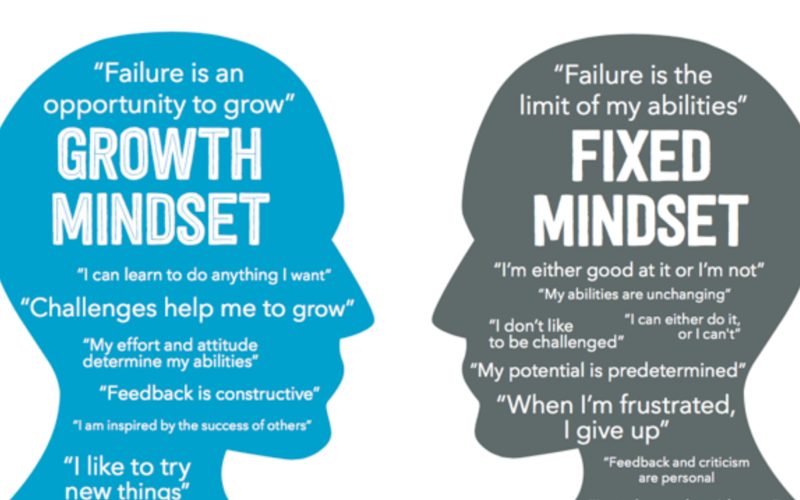 “Failure is an
opportunity to grow”
GROWTH
MINDSET
“I can learn to do anything I want”
“Challenges help me to grow”
“My effort and attitude
determine my abilities”
“Feedback is constructive”
“I am inspired by the success of others”
“I like to try
new things”
“Failure is the
limit of my abilities”
FIXED
MINDSET
“I’m either good at it or I’m not”
“My abilities are unchanging”
“I don’t like
to be challenged”
“I can either do it,
or I can't”
“My potential is predetermined”
“When I’m frustrated,
I give up”
“Feedback and criticism
are personal